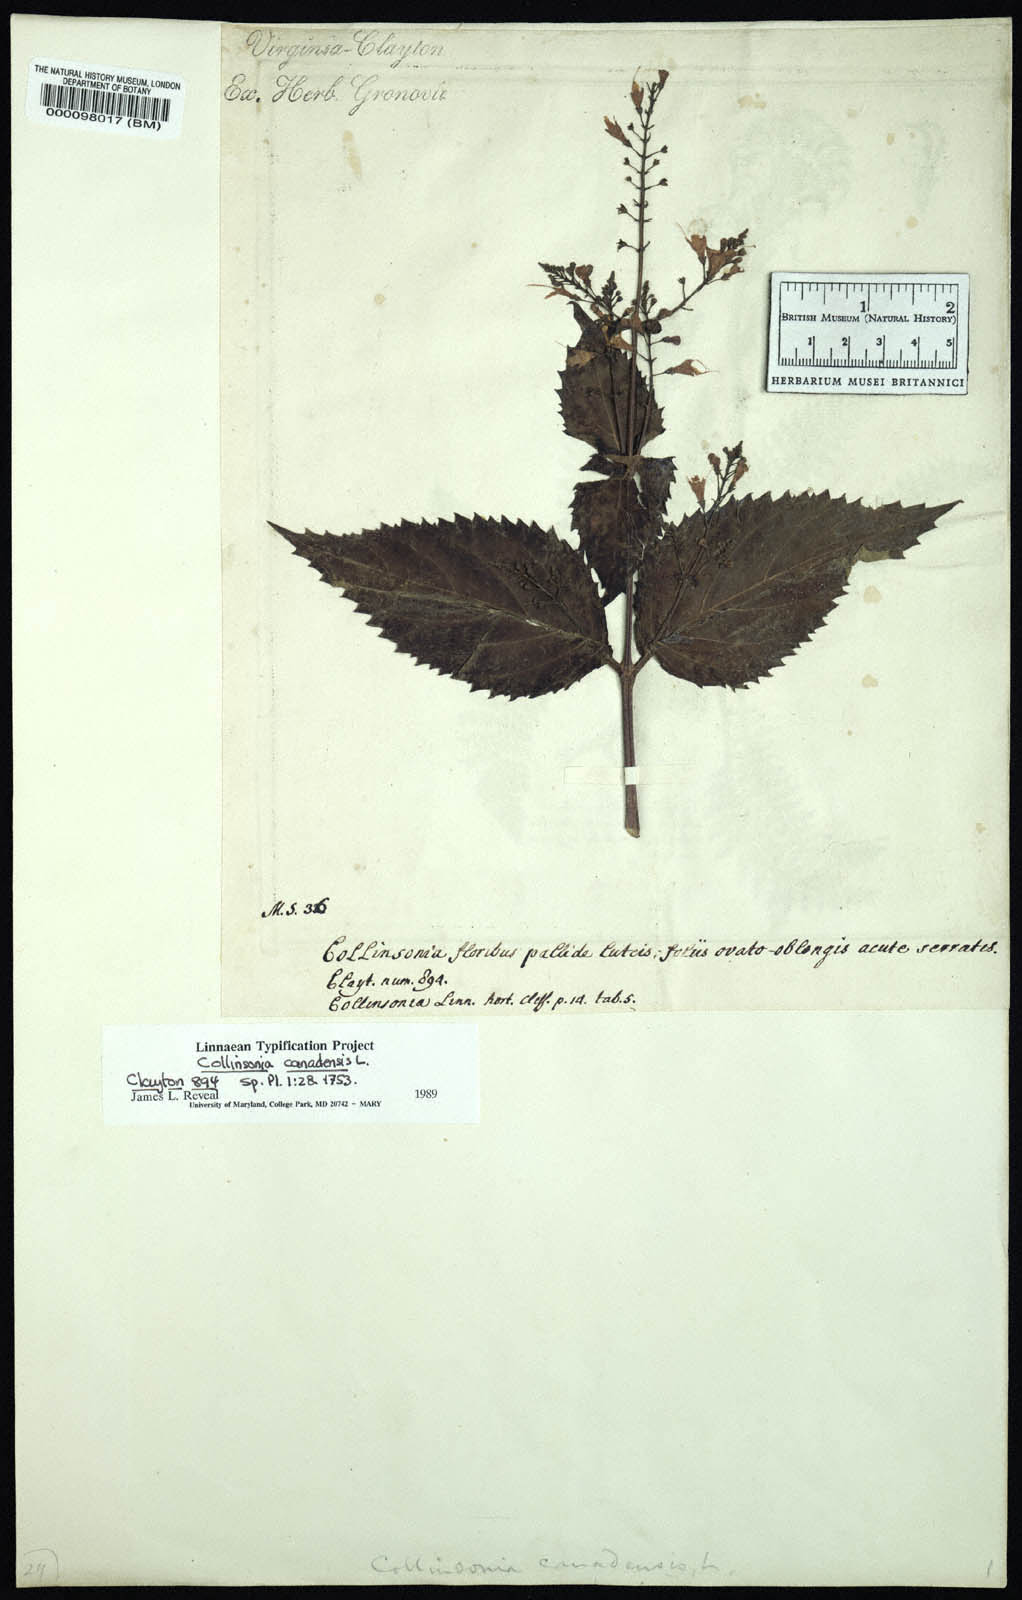 Virginia-Clayton
Ex. Herb. Gronovii
THE NATURAL HISTORY MUSEUM, LONDON
DEPARTMENT OF BOTANY
000098017 (BM)
1 2
BRITISH MUSEUM (NATURAL HISTORY)
1 2 3 4 5
HERBARIUM MUSEI BRITANNICI
M.S. 36
Collinsonia floribus pallide luteis, foliis ovato-oblongis acute serratis.
Clayt. num. 894.
Collinsonia Linn. hort. Cliff. p. 14. tab. 5.
Linnaean Typification Project
Collinsonia canadensis L.
Clayton 894 Sp. Pl. 1:28. 1753.
James L. Reveal 1989
University of Maryland, College Park, MD 20742 – MARY
Collinsonia canadensis, L.
1